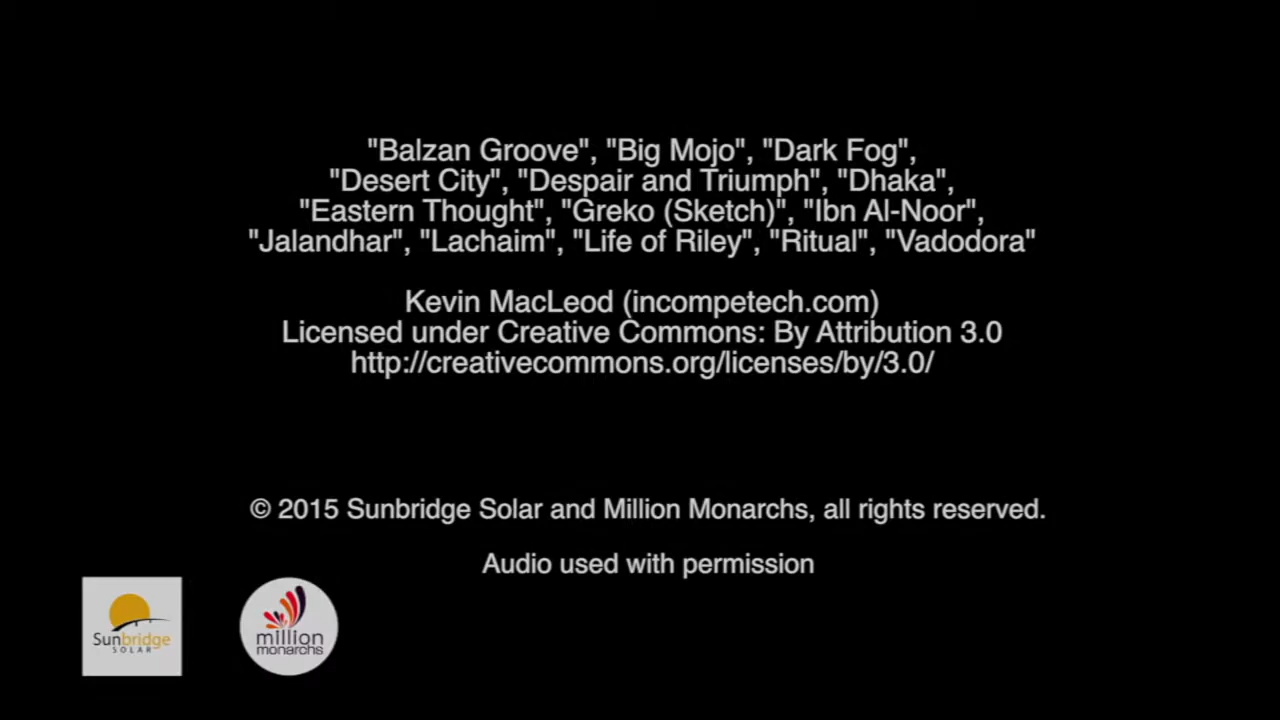 "Balzan Groove", "Big Mojo", "Dark Fog",
"Desert City", "Despair and Triumph", "Dhaka",
"Eastern Thought", "Greko (Sketch)", "Ibn Al-Noor",
"Jalandhar", "Lachaim", "Life of Riley", "Ritual", "Vadodora"
Kevin MacLeod (incompetech.com)
Licensed under Creative Commons: By Attribution 3.0
http://creativecommons.org/licenses/by/3.0/
© 2015 Sunbridge Solar and Million Monarchs, all rights reserved.
Audio used with permission
Sunbridge
SOLAR
million
monarchs